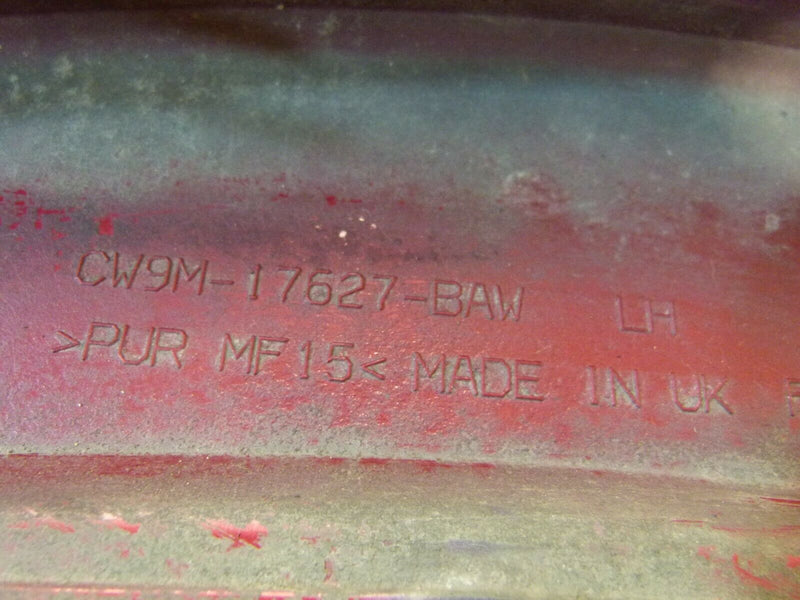 CW9M-17627-BAW LH
>PUR MF15< MADE IN UK